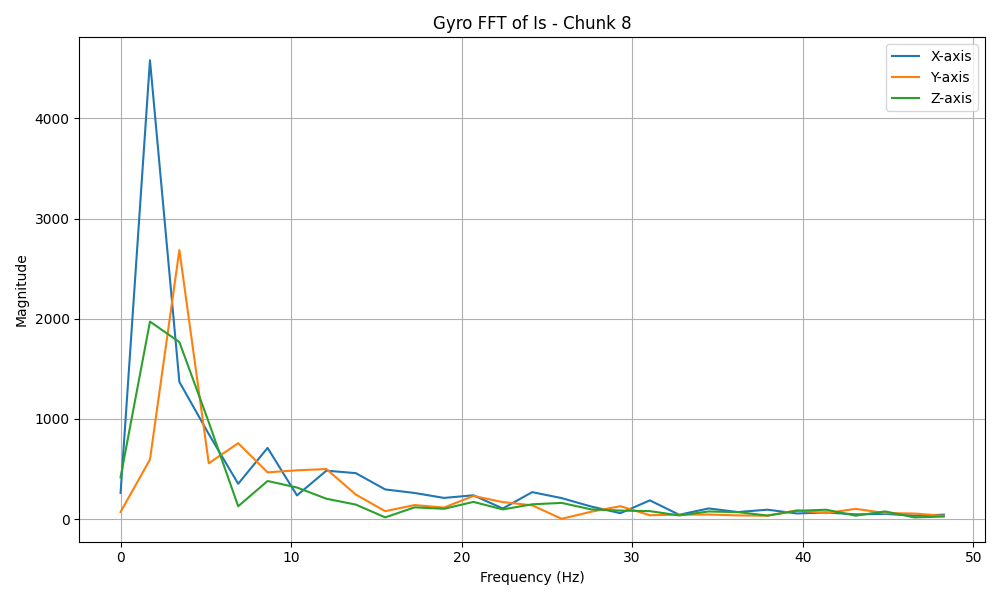 Gyro FFT of Is - Chunk 8
X-axis
Y-axis
Z-axis
4000
3000
2000
1000
0
Magnitude
0 10 20 30 40 50
Frequency (Hz)